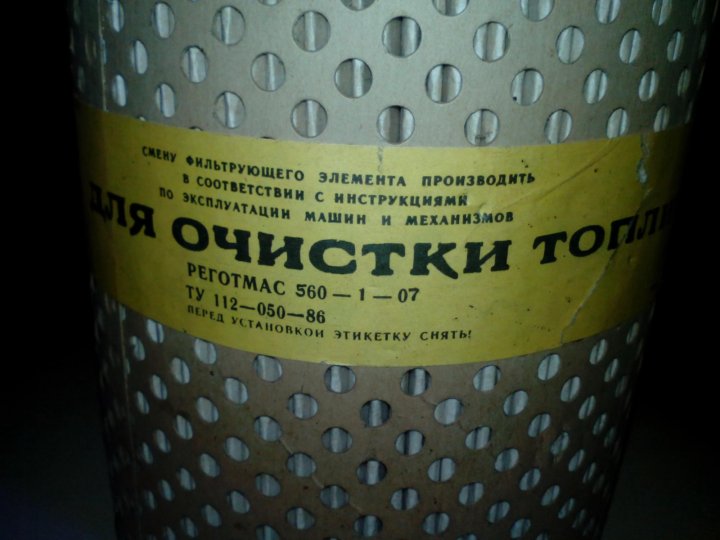 СМЕНУ ФИЛЬТРУЮЩЕГО ЭЛЕМЕНТА ПРОИЗВОДИТЬ
В СООТВЕТСТВИИ С ИНСТРУКЦИЯМИ
ПО ЭКСПЛУАТАЦИИ МАШИН И МЕХАНИЗМОВ
ДЛЯ ОЧИСТКИ ТОПЛИ
РЕГОТМАС 560-1-07
ТУ 112-050-86
ПЕРЕД УСТАНОВКОЙ ЭТИКЕТКУ СНЯТЬ!